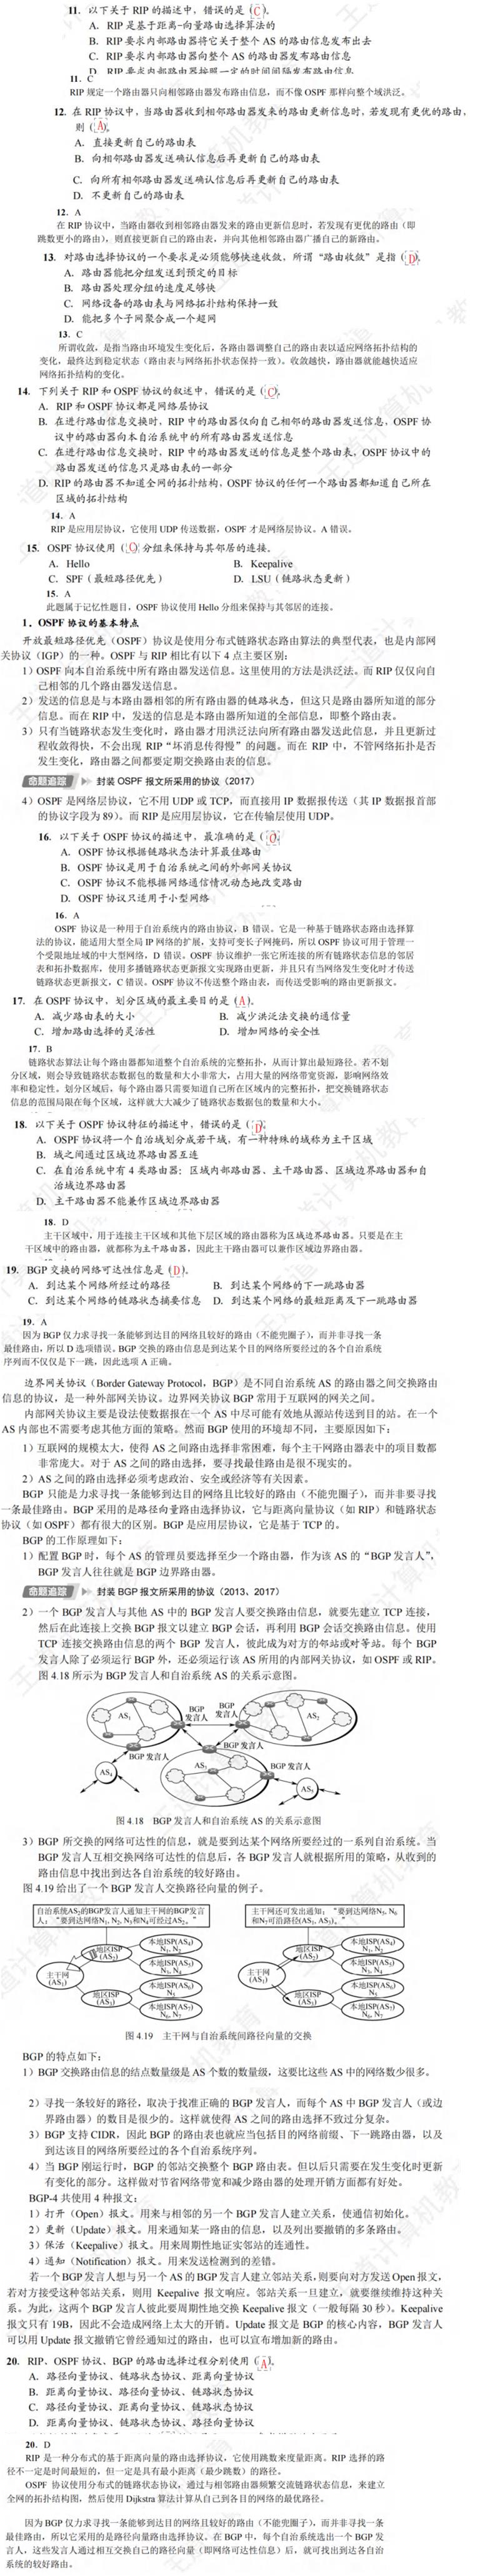 11. 以下关于 RIP 的描述中，错误的是（C）。
A. RIP 是基于距离-向量路由选择算法的
B. RIP 要求内部路由器将它关于整个 AS 的路由信息发布出去
C. RIP 要求内部路由器向整个 AS 的路由器发布路由信息
D. RIP 要求内部路由器按照一定的时间间隔发布路由信息
11. C
RIP 规定一个路由器只向相邻路由器发布路由信息，而不像 OSPF 那样向整个域洪泛。
12. 在 RIP 协议中，当路由器收到相邻路由器发来的路由更新信息时，若发现有更优的路由，
则（A）。
A. 直接更新自己的路由表
B. 向相邻路由器发送确认信息后再更新自己的路由表
C. 向所有相邻路由器发送确认信息后再更新自己的路由表
D. 不更新自己的路由表
12. A
在 RIP 协议中，当路由器收到相邻路由器发来的路由更新信息时，若发现有更优的路由（即
跳数更小的路由），则直接更新自己的路由表，并向其他相邻路由器广播自己的新路由。
13. 对路由选择协议的一个要求是必须能够快速收敛，所谓“路由收敛”是指（D）。
A. 路由器能把分组发送到预定的目标
B. 路由器处理分组的速度足够快
C. 网络设备的路由表与网络拓扑结构保持一致
D. 能把多个子网聚合成一个超网
13. C
所谓收敛，是指当路由环境发生变化后，各路由器调整自己的路由表以适应网络拓扑结构的
变化，最终达到稳定状态（路由表与网络拓扑状态保持一致）。收敛越快，路由器就能越快适应
网络拓扑结构的变化。
14. 下列关于 RIP 和 OSPF 协议的叙述中，错误的是（C）。
A. RIP 和 OSPF 协议都是网络层协议
B. 在进行路由信息交换时，RIP 中的路由器仅向自己相邻的路由器发送信息，OSPF 协
议中的路由器向本自治系统中的所有路由器发送信息
C. 在进行路由信息交换时，RIP 中的路由器发送的信息是整个路由表，OSPF 协议中的
路由器发送的信息只是路由表的一部分
D. RIP 的路由器不知道全网的拓扑结构，OSPF 协议的任何一个路由器都知道自己所在
区域的拓扑结构
14. A
RIP 是应用层协议，它使用 UDP 传送数据，OSPF 才是网络层协议。A 错误。
15. OSPF 协议使用（C）分组来保持与其邻居的连接。
A. Hello B. Keepalive
C. SPF（最短路径优先） D. LSU（链路状态更新）
15. A
此题属于记忆性题目，OSPF 协议使用 Hello 分组来保持与其邻居的连接。
1. OSPF 协议的基本特点
开放最短路径优先（OSPF）协议是使用分布式链路状态路由算法的典型代表，也是内部网
关协议（IGP）的一种。OSPF 与 RIP 相比有以下 4 点主要区别：
1）OSPF 向本自治系统中所有路由器发送信息。这里使用的方法是洪泛法。而 RIP 仅仅向自
己相邻的几个路由器发送信息。
2）发送的信息是与本路由器相邻的所有路由器的链路状态，但这只是路由器所知道的部分
信息。而在 RIP 中，发送的信息是本路由器所知道的全部信息，即整个路由表。
3）只有当链路状态发生变化时，路由器才用洪泛法向所有路由器发送此信息，并且更新过
程收敛得快，不会出现 RIP“坏消息传得慢”的问题。而在 RIP 中，不管网络拓扑是否
发生变化，路由器之间都要定期交换路由表的信息。
命题追踪 封装 OSPF 报文所采用的协议（2017）
4）OSPF 是网络层协议，它不用 UDP 或 TCP，而直接用 IP 数据报传送（其 IP 数据报首部
的协议字段为 89）。而 RIP 是应用层协议，它在传输层使用 UDP。
16. 以下关于 OSPF 协议的描述中，最准确的是（ ）。
A. OSPF 协议根据链路状态法计算最佳路由
B. OSPF 协议是用于自治系统之间的外部网关协议
C. OSPF 协议不能根据网络通信情况动态地改变路由
D. OSPF 协议只适用于小型网络
16. A
OSPF 协议是一种用于自治系统内的路由协议，B 错误。它是一种基于链路状态路由选择算
法的协议，能适用大型全局 IP 网络的扩展，支持可变长子网掩码，所以 OSPF 协议可用于管理一
个受限地址域的中大型网络，D 错误。OSPF 协议维护一张它所连接的所有链路状态信息的邻居
表和拓扑数据库，使用多播链路状态更新报文实现路由更新，并且只有当网络发生变化时才传送
链路状态更新报文，C 错误。OSPF 协议不传送整个路由表，而传送受影响的路由更新报文。
17. 在 OSPF 协议中，划分区域的最主要目的是（A）。
A. 减少路由表的大小 B. 减少洪泛法交换的通信量
C. 增加路由选择的灵活性 D. 增加网络的安全性
17. B
链路状态算法让每个路由器都知道整个自治系统的完整拓扑，从而计算出最短路径。若不划
分区域，则会导致链路状态数据包的数量和大小非常大，占用大量的网络带宽资源，影响网络效
率和稳定性。划分区域后，每个路由器只需要知道自己所在区域内的完整拓扑，把交换链路状态
信息的范围局限在每个区域，这样就大大减少了链路状态数据包的数量和大小。
18. 以下关于 OSPF 协议特征的描述中，错误的是（D）。
A. OSPF 协议将一个自治域划分成若干域，有一种特殊的域称为主干区域
B. 域之间通过区域边界路由器互连
C. 在自治系统中有 4 类路由器：区域内部路由器、主干路由器、区域边界路由器和自
治域边界路由器
D. 主干路由器不能兼作区域边界路由器
18. D
主干区域中，用于连接主干区域和其他下层区域的路由器称为区域边界路由器。只要是在主
干区域中的路由器，就都称为主干路由器，因此主干路由器可以兼作区域边界路由器。
19. BGP 交换的网络可达性信息是（D）。
A. 到达某个网络所经过的路径 B. 到达某个网络的下一跳路由器
C. 到达某个网络的链路状态摘要信息 D. 到达某个网络的最短距离及下一跳路由器
19. A
因为 BGP 仅力求寻找一条能够到达目的网络且较好的路由（不能兜圈子），而并非寻找一条
最佳路由，所以 D 选项错误。BGP 交换的路由信息是到达某个目的网络所要经过的各个自治系统
序列而不仅仅是下一跳，因此选项 A 正确。
边界网关协议（Border Gateway Protocol，BGP）是不同自治系统 AS 的路由器之间交换路由
信息的协议，是一种外部网关协议。边界网关协议 BGP 常用于互联网的网关之间。
内部网关协议主要是设法使数据报在一个 AS 中尽可能有效地从源站传送到目的站。在一个
AS 内部也不需要考虑其他方面的策略。然而 BGP 使用的环境却不同，主要原因如下：
1）互联网的规模太大，使得 AS 之间路由选择非常困难，每个主干网路由器表中的项目数都
非常庞大。对于 AS 之间的路由选择，要寻找最佳路由是很不现实的。
2）AS 之间的路由选择必须考虑政治、安全或经济等有关因素。
BGP 只能是力求寻找一条能够到达目的网络且比较好的路由（不能兜圈子），而并非要寻找
一条最佳路由。BGP 采用的是路径向量路由选择协议，它与距离向量协议（如 RIP）和链路状态
协议（如 OSPF）都有很大的区别。BGP 是应用层协议，它是基于 TCP 的。
BGP 的工作原理如下：
1）配置 BGP 时，每个 AS 的管理员要选择至少一个路由器，作为该 AS 的“BGP 发言人”，
BGP 发言人往往就是 BGP 边界路由器。
命题追踪 封装 BGP 报文所采用的协议（2013、2017）
2）一个 BGP 发言人与其他 AS 中的 BGP 发言人要交换路由信息，就要先建立 TCP 连接，
然后在此连接上交换 BGP 报文以建立 BGP 会话，再利用 BGP 会话交换路由信息。使用
TCP 连接交换路由信息的两个 BGP 发言人，彼此成为对方的邻站或对等站。每个 BGP
发言人除了必须运行 BGP 外，还必须运行该 AS 所用的内部网关协议，如 OSPF 或 RIP。
图 4.18 所示为 BGP 发言人和自治系统 AS 的关系示意图。
AS₁ BGP 发言人 BGP 发言人 AS₂
BGP 发言人
BGP 发言人 AS₃ BGP 发言人
AS₄ AS₅
图 4.18 BGP 发言人和自治系统 AS 的关系示意图
3）BGP 所交换的网络可达性的信息，就是要到达某个网络所要经过的一系列自治系统。当
BGP 发言人互相交换网络可达性的信息后，各 BGP 发言人就根据所用的策略，从收到的
路由信息中找出到达各自治系统的较好路由。
图 4.19 给出了一个 BGP 发言人交换路径向量的例子。
自治系统AS₂的BGP发言人通知主干网的BGP发言
人：“要到达网络N₁, N₂, N₃和N₄可经过AS₂。”
主干网还可发出通知：“要到达网络N₅, N₆
和N₇可沿路径(AS₁, AS₃)。”
主干网 (AS₁)
地区ISP (AS₂)
地区ISP (AS₃)
本地ISP(AS₄) N₁, N₂
本地ISP(AS₅) N₃, N₄
本地ISP(AS₆) N₅
本地ISP(AS₇) N₆, N₇
主干网 (AS₁)
地区ISP (AS₂)
地区ISP (AS₃)
本地ISP(AS₄) N₁, N₂
本地ISP(AS₅) N₃, N₄
本地ISP(AS₆) N₅
本地ISP(AS₇) N₆, N₇
图 4.19 主干网与自治系统间路径向量的交换
BGP 的特点如下：
1）BGP 交换路由信息的结点数量级是 AS 个数的数量级，这要比这些 AS 中的网络数少很多。
2）寻找一条较好的路径，取决于找准正确的 BGP 发言人，而每个 AS 中 BGP 发言人（或边
界路由器）的数目是很少的。这样就使得 AS 之间的路由选择不致过分复杂。
3）BGP 支持 CIDR，因此 BGP 的路由表也就应当包括目的网络前缀、下一跳路由器，以及
到达该目的网络所要经过的各个自治系统序列。
4）当 BGP 刚运行时，BGP 的邻站交换整个 BGP 路由表。但以后只需要在发生变化时更新
有变化的部分。这样做对节省网络带宽和减少路由器的处理开销方面都有好处。
BGP-4 共使用 4 种报文：
1）打开（Open）报文。用来与相邻的另一个 BGP 发言人建立关系，使通信初始化。
2）更新（Update）报文。用来通知某一路由的信息，以及列出要撤销的多条路由。
3）保活（Keepalive）报文。用来周期性地证实邻站的连通性。
4）通知（Notification）报文。用来发送检测到的差错。
若一个 BGP 发言人想与另一个 AS 的 BGP 发言人建立邻站关系，则要向对方发送 Open 报文，
若对方接受这种邻站关系，则用 Keepalive 报文响应。邻站关系一旦建立，就要继续维持这种关
系。为此，这两个 BGP 发言人彼此要周期性地交换 Keepalive 报文（一般每隔 30 秒）。Keepalive
报文只有 19B，因此不会造成网络上太大的开销。Update 报文是 BGP 的核心内容，BGP 发言人
可以用 Update 报文撤销它曾经通知过的路由，也可以宣布增加新的路由。
20. RIP、OSPF 协议、BGP 的路由选择过程分别使用（A）。
A. 路径向量协议、链路状态协议、距离向量协议
B. 距离向量协议、路径向量协议、链路状态协议
C. 路径向量协议、距离向量协议、链路状态协议
D. 距离向量协议、链路状态协议、路径向量协议
20. D
RIP 是一种分布式的基于距离向量的路由选择协议，它使用跳数来度量距离。RIP 选择的路
径不一定是时间最短的，但一定是具有最小距离（最少跳数）的路径。
OSPF 协议使用分布式的链路状态协议，通过与相邻路由器频繁交流链路状态信息，来建立
全网的拓扑结构图，然后使用 Dijkstra 算法计算从自己到各目的网络的最优路径。
因为 BGP 仅力求寻找一条能够到达目的网络且较好的路由（不能兜圈子），而并非寻找一条
最佳路由，所以它采用的是路径向量路由选择协议。在 BGP 中，每个自治系统选出一个 BGP 发
言人，这些发言人通过相互交换自己的路径向量（即网络可达性信息）后，就可找出到达各自治
系统的较好路由。